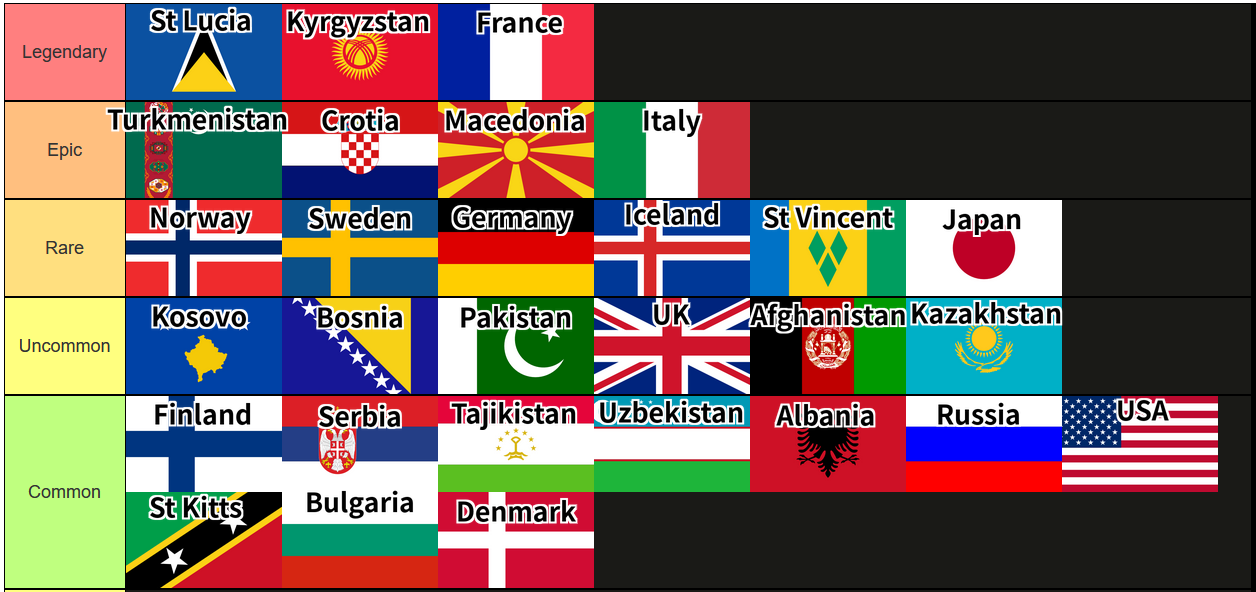 Legendary
St Lucia
Kyrgyzstan
France
Epic
Turkmenistan
Crotia
Macedonia
Italy
Rare
Norway
Sweden
Germany
Iceland
St Vincent
Japan
Uncommon
Kosovo
Bosnia
Pakistan
UK
Afghanistan
Kazakhstan
Common
Finland
Serbia
Tajikistan
Uzbekistan
Albania
Russia
USA
St Kitts
Bulgaria
Denmark